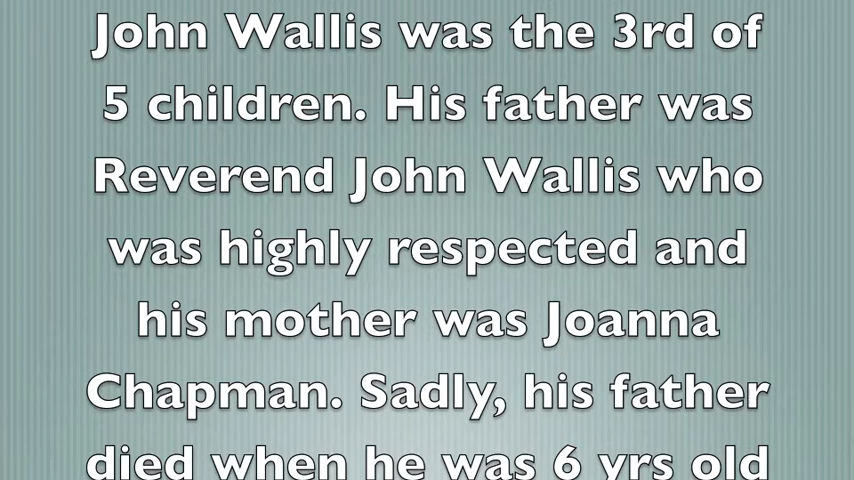 John Wallis was the 3rd of
5 children. His father was
Reverend John Wallis who
was highly respected and
his mother was Joanna
Chapman. Sadly, his father
died when he was 6 yrs old